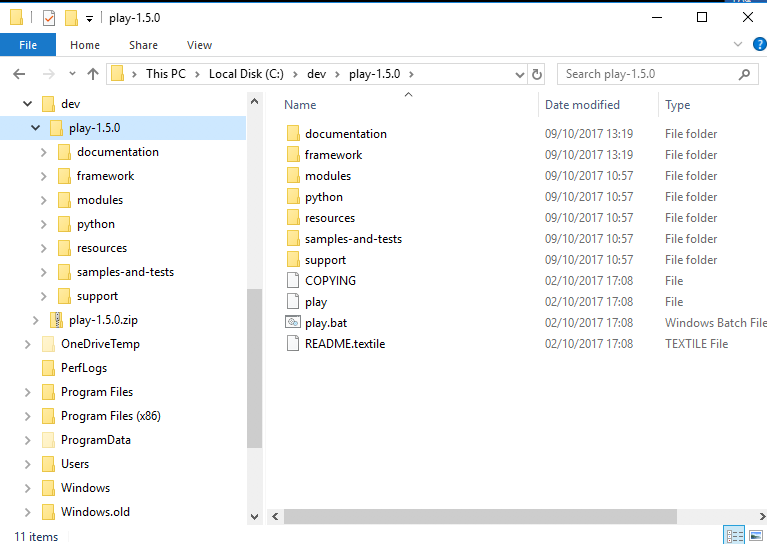 play-1.5.0
File Home Share View
This PC Local Disk (C:) dev play-1.5.0 Search play-1.5.0
dev
play-1.5.0
documentation
framework
modules
python
resources
samples-and-tests
support
play-1.5.0.zip
OneDriveTemp
PerfLogs
Program Files
Program Files (x86)
ProgramData
Users
Windows
Windows.old
Name Date modified Type
documentation 09/10/2017 13:19 File folder
framework 09/10/2017 13:19 File folder
modules 09/10/2017 10:57 File folder
python 09/10/2017 10:57 File folder
resources 09/10/2017 10:57 File folder
samples-and-tests 09/10/2017 10:57 File folder
support 09/10/2017 10:57 File folder
COPYING 02/10/2017 17:08 File
play 02/10/2017 17:08 File
play.bat 02/10/2017 17:08 Windows Batch File
README.textile 02/10/2017 17:08 TEXTILE File
11 items